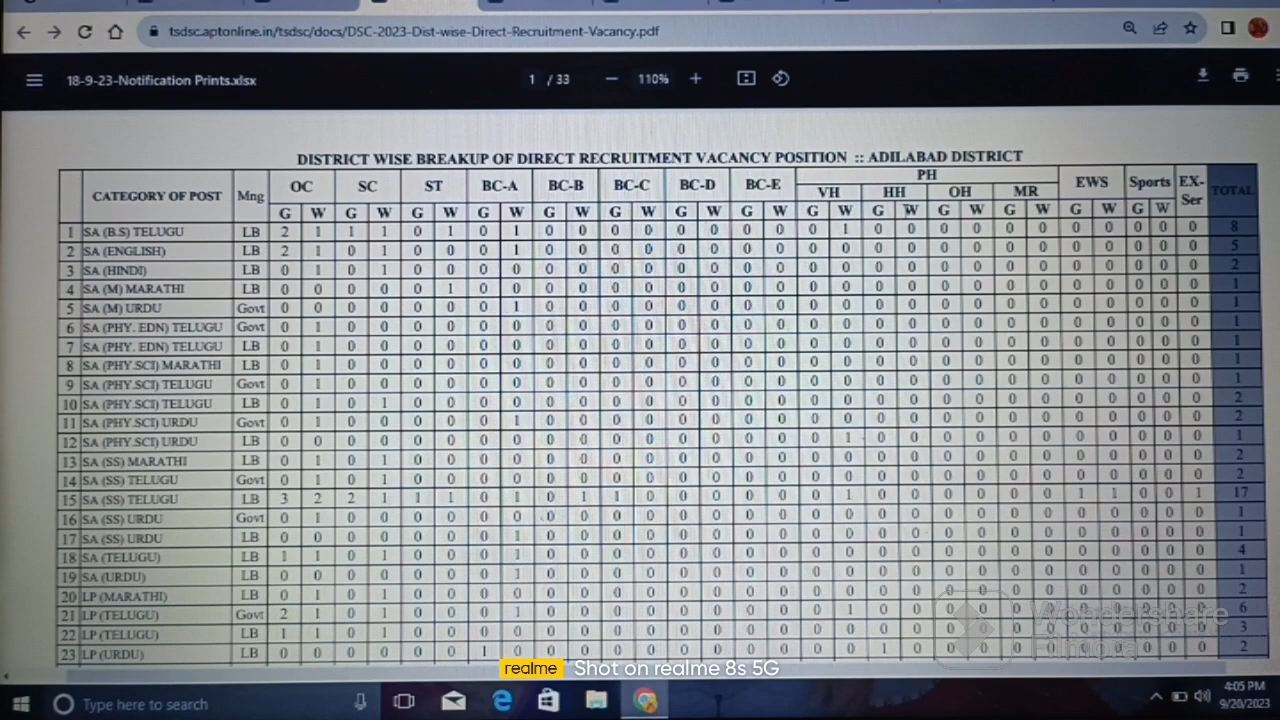 tsdsc.aptonline.in/tsdsc/docs/DSC-2023-Dist-wise-Direct-Recruitment-Vacancy.pdf
18-9-23-Notification Prints.xlsx 1 / 33 — 110% +
DISTRICT WISE BREAKUP OF DIRECT RECRUITMENT VACANCY POSITION :: ADILABAD DISTRICT
CATEGORY OF POST Mng OC SC ST BC-A BC-B BC-C BC-D BC-E PH EWS Sports EX-Ser TOTAL
VH HH OH MR
G W G W G W G W G W G W G W G W G W G W G W G W G W G W
1 SA (B.S) TELUGU LB 2 1 1 1 0 1 0 1 0 0 0 0 0 0 0 0 0 1 0 0 0 0 0 0 0 0 0 0 0 8
2 SA (ENGLISH) LB 2 1 0 1 0 0 0 1 0 0 0 0 0 0 0 0 0 0 0 0 0 0 0 0 0 0 0 0 0 5
3 SA (HINDI) LB 0 1 0 1 0 0 0 0 0 0 0 0 0 0 0 0 0 0 0 0 0 0 0 0 0 0 0 0 0 2
4 SA (M) MARATHI LB 0 0 0 0 0 1 0 0 0 0 0 0 0 0 0 0 0 0 0 0 0 0 0 0 0 0 0 0 0 1
5 SA (M) URDU Govt 0 0 0 0 0 0 0 1 0 0 0 0 0 0 0 0 0 0 0 0 0 0 0 0 0 0 0 0 0 1
6 SA (PHY. EDN) TELUGU Govt 0 1 0 0 0 0 0 0 0 0 0 0 0 0 0 0 0 0 0 0 0 0 0 0 0 0 0 0 0 1
7 SA (PHY. EDN) TELUGU LB 0 1 0 0 0 0 0 0 0 0 0 0 0 0 0 0 0 0 0 0 0 0 0 0 0 0 0 0 0 1
8 SA (PHY.SCI) MARATHI LB 0 1 0 0 0 0 0 0 0 0 0 0 0 0 0 0 0 0 0 0 0 0 0 0 0 0 0 0 0 1
9 SA (PHY.SCI) TELUGU Govt 0 1 0 0 0 0 0 0 0 0 0 0 0 0 0 0 0 0 0 0 0 0 0 0 0 0 0 0 0 1
10 SA (PHY.SCI) TELUGU LB 0 1 0 1 0 0 0 0 0 0 0 0 0 0 0 0 0 0 0 0 0 0 0 0 0 0 0 0 0 2
11 SA (PHY.SCI) URDU Govt 0 1 0 0 0 0 0 1 0 0 0 0 0 0 0 0 0 0 0 0 0 0 0 0 0 0 0 0 0 2
12 SA (PHY.SCI) URDU LB 0 0 0 0 0 0 0 0 0 0 0 0 0 0 0 0 0 1 0 0 0 0 0 0 0 0 0 0 0 1
13 SA (SS) MARATHI LB 0 1 0 1 0 0 0 0 0 0 0 0 0 0 0 0 0 0 0 0 0 0 0 0 0 0 0 0 0 2
14 SA (SS) TELUGU Govt 0 1 0 1 0 0 0 0 0 0 0 0 0 0 0 0 0 0 0 0 0 0 0 0 0 0 0 0 0 2
15 SA (SS) TELUGU LB 3 2 2 1 1 1 0 1 0 1 1 0 0 0 0 0 0 1 0 0 0 0 0 0 1 1 0 0 1 17
16 SA (SS) URDU Govt 0 1 0 0 0 0 0 0 0 0 0 0 0 0 0 0 0 0 0 0 0 0 0 0 0 0 0 0 0 1
17 SA (SS) URDU LB 0 0 0 0 0 0 0 1 0 0 0 0 0 0 0 0 0 0 0 0 0 0 0 0 0 0 0 0 0 1
18 SA (TELUGU) LB 1 1 0 1 0 0 0 1 0 0 0 0 0 0 0 0 0 0 0 0 0 0 0 0 0 0 0 0 0 4
19 SA (URDU) LB 0 0 0 0 0 0 0 1 0 0 0 0 0 0 0 0 0 0 0 0 0 0 0 0 0 0 0 0 0 1
20 LP (MARATHI) LB 0 1 0 1 0 0 0 0 0 0 0 0 0 0 0 0 0 0 0 0 0 0 0 0 0 0 0 0 0 2
21 LP (TELUGU) Govt 2 1 0 1 0 0 0 1 0 0 0 0 0 0 0 0 0 1 0 0 0 0 0 0 0 0 0 0 0 6
22 LP (TELUGU) LB 1 1 0 1 0 0 0 0 0 0 0 0 0 0 0 0 0 0 0 0 0 0 0 0 0 0 0 0 0 3
23 LP (URDU) LB 0 0 0 0 0 0 1 0 0 0 0 0 0 0 0 0 0 0 1 0 0 0 0 0 0 0 0 0 0 2
Wondershare
Filmora
realme Shot on realme 8s 5G
Type here to search
4:05 PM
9/20/2023